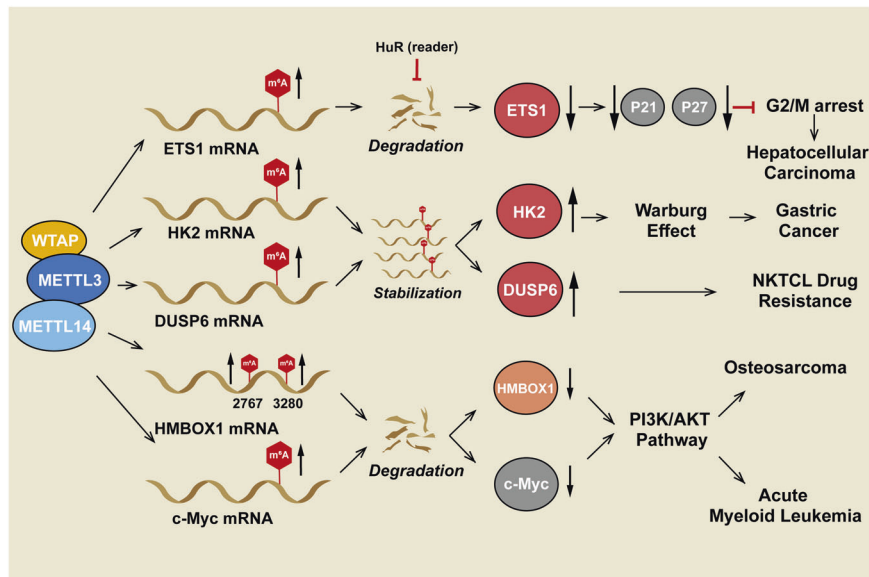 HuR (reader)
m⁶A
ETS1 mRNA
Degradation
ETS1
P21
P27
G2/M arrest
Hepatocellular
Carcinoma
WTAP
METTL3
METTL14
m⁶A
HK2 mRNA
m⁶A
DUSP6 mRNA
Stabilization
HK2
Warburg
Effect
Gastric
Cancer
DUSP6
NKTCL Drug
Resistance
m⁶A
m⁶A
2767
3280
HMBOX1 mRNA
m⁶A
c-Myc mRNA
Degradation
HMBOX1
c-Myc
PI3K/AKT
Pathway
Osteosarcoma
Acute
Myeloid Leukemia